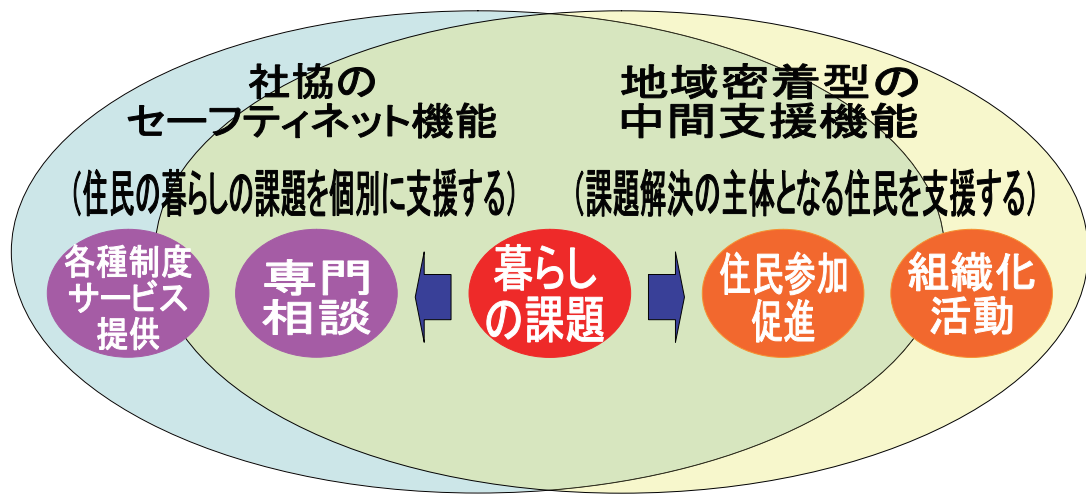 社協の
セーフティネット機能
(住民の暮らしの課題を個別に支援する)
地域密着型の
中間支援機能
(課題解決の主体となる住民を支援する)
各種制度
サービス
提供
専門
相談
暮らし
の課題
住民参加
促進
組織化
活動